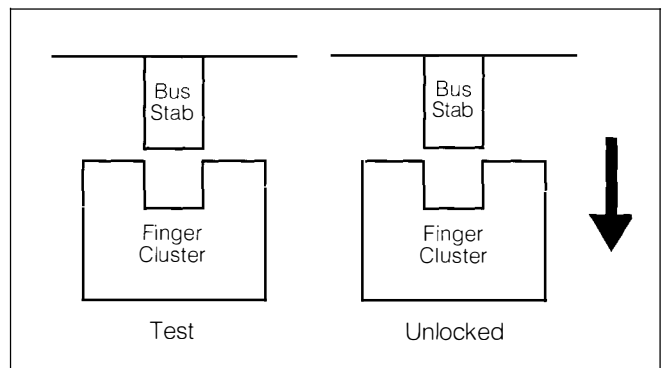 Bus
Stab
Bus
Stab
Finger
Cluster
Finger
Cluster
Test
Unlocked